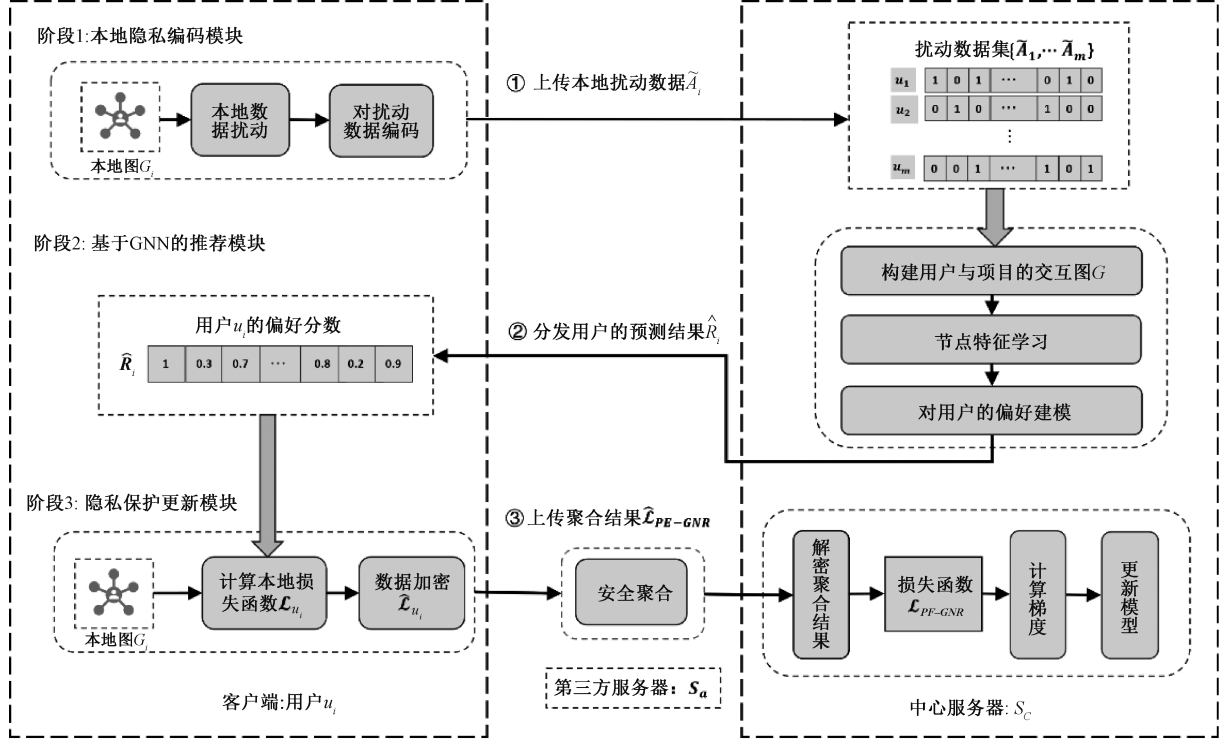 阶段1:本地隐私编码模块
本地图G_i
本地数
据扰动
对扰动
数据编码
① 上传本地扰动数据Ã_i
扰动数据集{Ã_1,⋯Ã_m}
u_1 1 0 1 ⋯ 0 1 0
u_2 0 1 0 ⋯ 1 0 0
⋮
u_m 0 0 1 ⋯ 1 0 1
阶段2: 基于GNN的推荐模块
构建用户与项目的交互图G
节点特征学习
对用户的偏好建模
② 分发用户的预测结果R̂_i
用户u_i的偏好分数
R̂_i 1 0.3 0.7 ⋯ 0.8 0.2 0.9
阶段3: 隐私保护更新模块
本地图G_i
计算本地损
失函数𝓛_{u_i}
数据加密
𝓛̂_{u_i}
③ 上传聚合结果𝓛̂_{PE-GNR}
安全聚合
解密聚合结果
损失函数
𝓛_{PF-GNR}
计算梯度
更新模型
客户端:用户u_i
第三方服务器：S_a
中心服务器: S_C